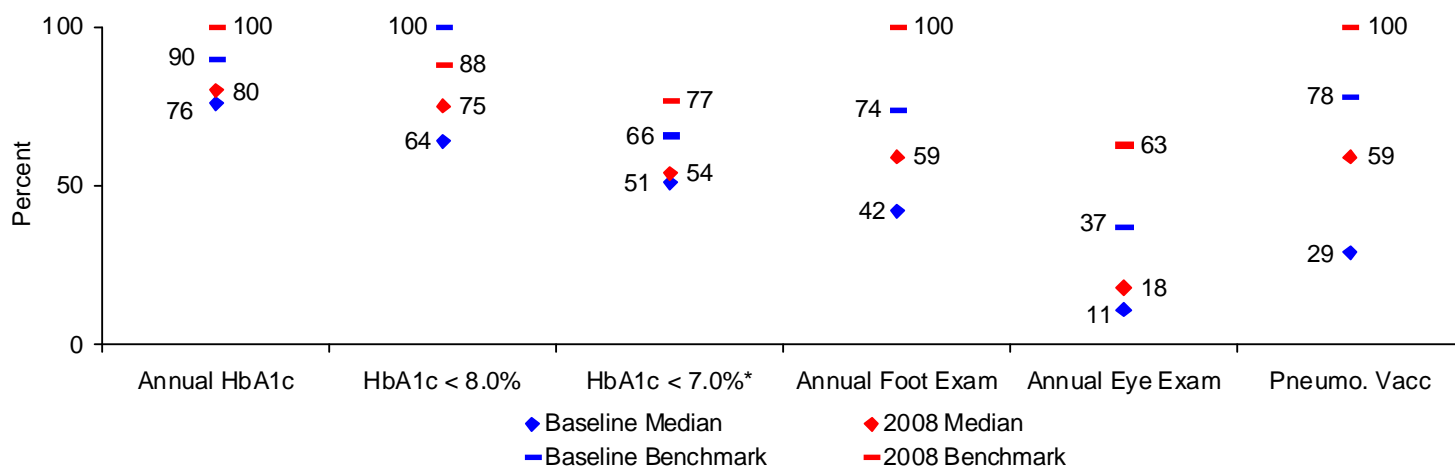 100
100
100
100
100
90
88
80
76
75
77
78
74
64
66
63
59
59
54
51
50
42
37
29
18
11
0
Percent
Annual HbA1c
HbA1c < 8.0%
HbA1c < 7.0%*
Annual Foot Exam
Annual Eye Exam
Pneumo. Vacc
Baseline Median
2008 Median
Baseline Benchmark
2008 Benchmark